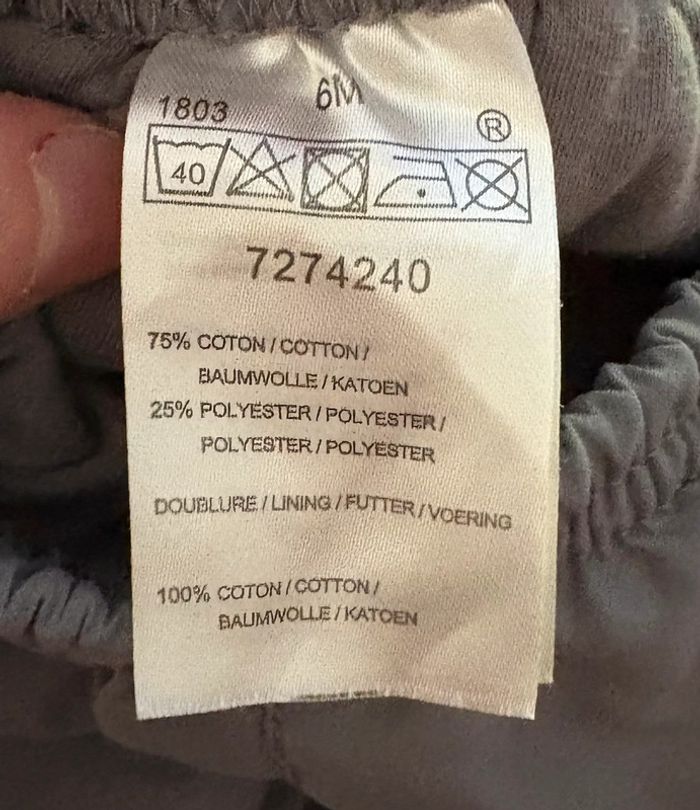 6M
1803
®
40
7274240
75% COTON / COTTON /
BAUMWOLLE / KATOEN
25% POLYESTER / POLYESTER /
POLYESTER / POLYESTER
DOUBLURE / LINING / FUTTER / VOERING
100% COTON / COTTON /
BAUMWOLLE / KATOEN